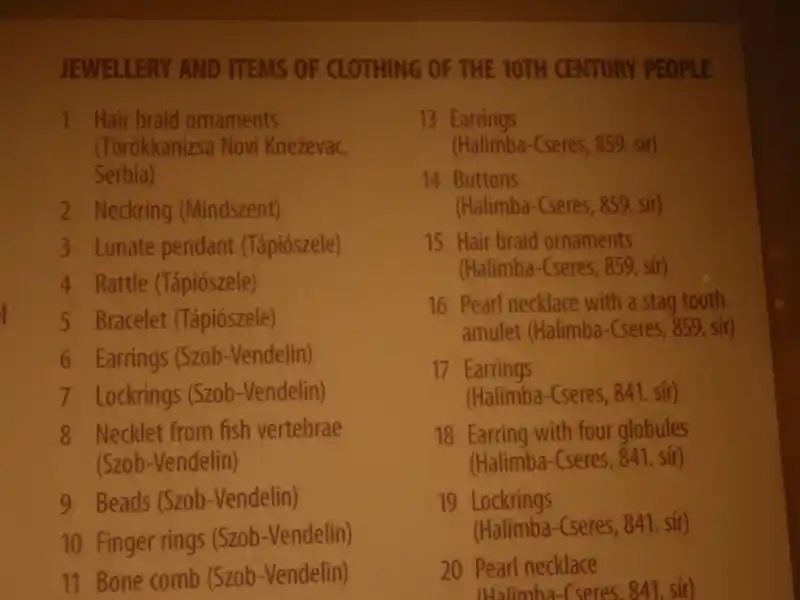 JEWELLERY AND ITEMS OF CLOTHING OF THE 10TH CENTURY PEOPLE
1 Hair braid ornaments
(Törökkanizsa Novi Kneževac,
Serbia)
2 Neckring (Mindszent)
3 Lunate pendant (Tápiószele)
4 Rattle (Tápiószele)
5 Bracelet (Tápiószele)
6 Earrings (Szob-Vendelin)
7 Lockrings (Szob-Vendelin)
8 Necklet from fish vertebrae
(Szob-Vendelin)
9 Beads (Szob-Vendelin)
10 Finger rings (Szob-Vendelin)
11 Bone comb (Szob-Vendelin)
13 Earrings
(Halimba-Cseres, 859. sír)
14 Buttons
(Halimba-Cseres, 859. sír)
15 Hair braid ornaments
(Halimba-Cseres, 859. sír)
16 Pearl necklace with a stag tooth
amulet (Halimba-Cseres, 859. sír)
17 Earrings
(Halimba-Cseres, 841. sír)
18 Earring with four globules
(Halimba-Cseres, 841. sír)
19 Lockrings
(Halimba-Cseres, 841. sír)
20 Pearl necklace
(Halimba-Cseres, 841. sír)